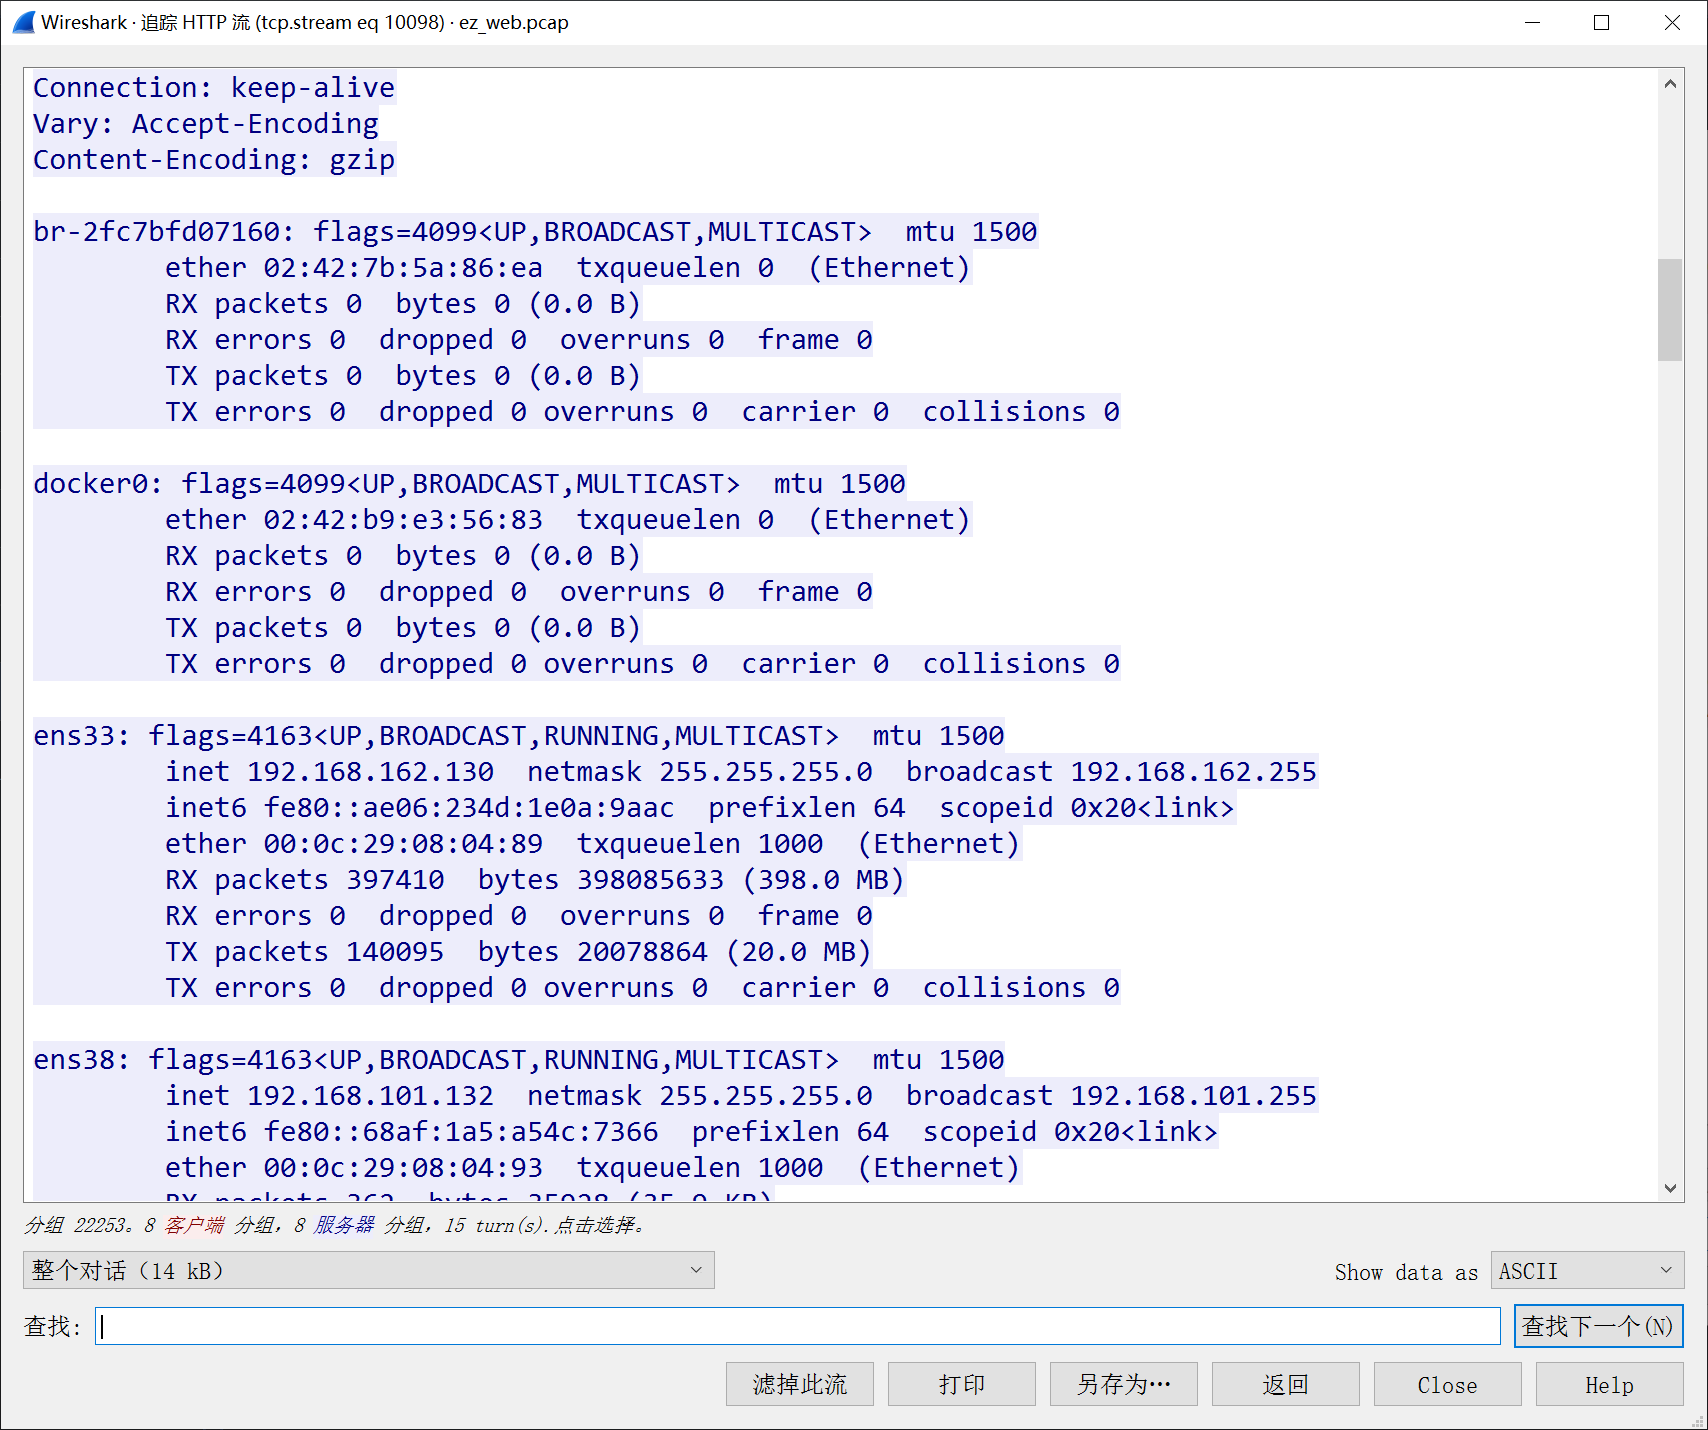 Wireshark · 追踪 HTTP 流 (tcp.stream eq 10098) · ez_web.pcap
Connection: keep-alive
Vary: Accept-Encoding
Content-Encoding: gzip
br-2fc7bfd07160: flags=4099<UP,BROADCAST,MULTICAST>  mtu 1500
        ether 02:42:7b:5a:86:ea  txqueuelen 0  (Ethernet)
        RX packets 0  bytes 0 (0.0 B)
        RX errors 0  dropped 0  overruns 0  frame 0
        TX packets 0  bytes 0 (0.0 B)
        TX errors 0  dropped 0 overruns 0  carrier 0  collisions 0
docker0: flags=4099<UP,BROADCAST,MULTICAST>  mtu 1500
        ether 02:42:b9:e3:56:83  txqueuelen 0  (Ethernet)
        RX packets 0  bytes 0 (0.0 B)
        RX errors 0  dropped 0  overruns 0  frame 0
        TX packets 0  bytes 0 (0.0 B)
        TX errors 0  dropped 0 overruns 0  carrier 0  collisions 0
ens33: flags=4163<UP,BROADCAST,RUNNING,MULTICAST>  mtu 1500
        inet 192.168.162.130  netmask 255.255.255.0  broadcast 192.168.162.255
        inet6 fe80::ae06:234d:1e0a:9aac  prefixlen 64  scopeid 0x20<link>
        ether 00:0c:29:08:04:89  txqueuelen 1000  (Ethernet)
        RX packets 397410  bytes 398085633 (398.0 MB)
        RX errors 0  dropped 0  overruns 0  frame 0
        TX packets 140095  bytes 20078864 (20.0 MB)
        TX errors 0  dropped 0 overruns 0  carrier 0  collisions 0
ens38: flags=4163<UP,BROADCAST,RUNNING,MULTICAST>  mtu 1500
        inet 192.168.101.132  netmask 255.255.255.0  broadcast 192.168.101.255
        inet6 fe80::68af:1a5:a54c:7366  prefixlen 64  scopeid 0x20<link>
        ether 00:0c:29:08:04:93  txqueuelen 1000  (Ethernet)
        RX packets 362  bytes (35.9 KB)
分组 22253。8 客户端 分组，8 服务器 分组，15 turn(s).点击选择。
整个对话（14 kB） Show data as ASCII
查找: 查找下一个(N)
滤掉此流 打印 另存为… 返回 Close Help